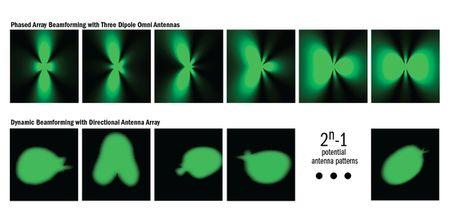 Phased Array Beamforming with Three Dipole Omni Antennas
Dynamic Beamforming with Directional Antenna Array
2ⁿ-1
potential
antenna patterns